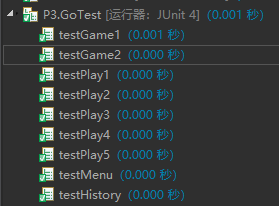 P3.GoTest [运行器：JUnit 4] (0.001 秒)
testGame1 (0.001 秒)
testGame2 (0.000 秒)
testPlay1 (0.000 秒)
testPlay2 (0.000 秒)
testPlay3 (0.000 秒)
testPlay4 (0.000 秒)
testPlay5 (0.000 秒)
testMenu (0.000 秒)
testHistory (0.000 秒)